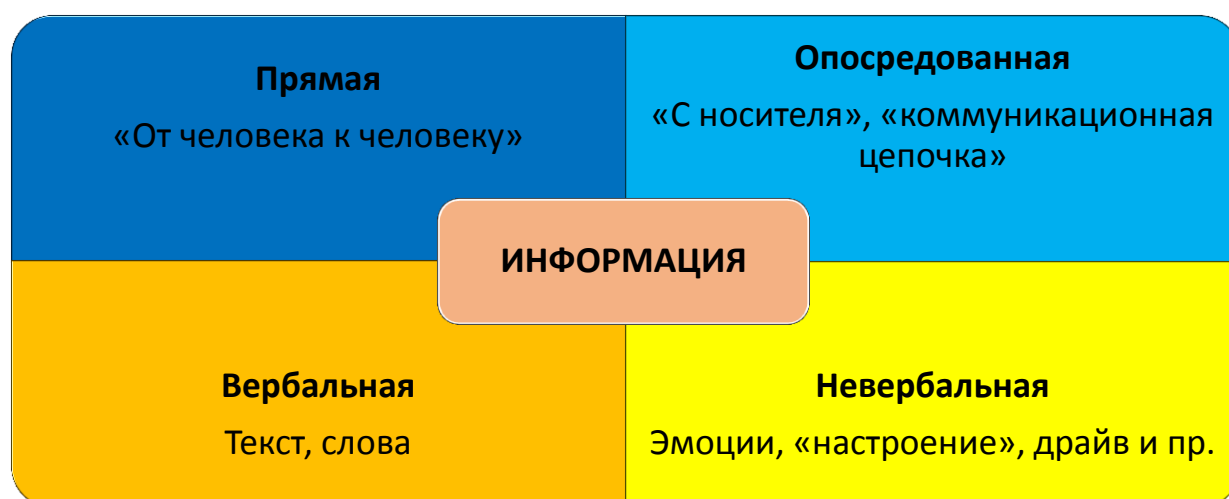 Прямая
«От человека к человеку»
Опосредованная
«С носителя», «коммуникационная
цепочка»
ИНФОРМАЦИЯ
Вербальная
Текст, слова
Невербальная
Эмоции, «настроение», драйв и пр.